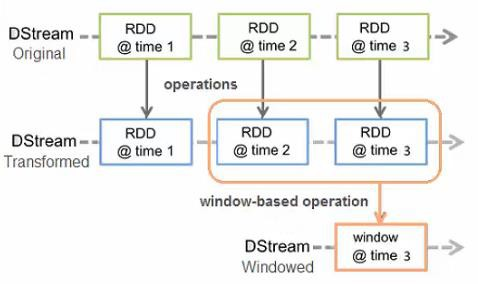 DStream
Original
RDD
@ time 1
RDD
@ time 2
RDD
@ time 3
operations
DStream
Transformed
RDD
@ time 1
RDD
@ time 2
RDD
@ time 3
window-based operation
DStream
Windowed
window
@ time 3